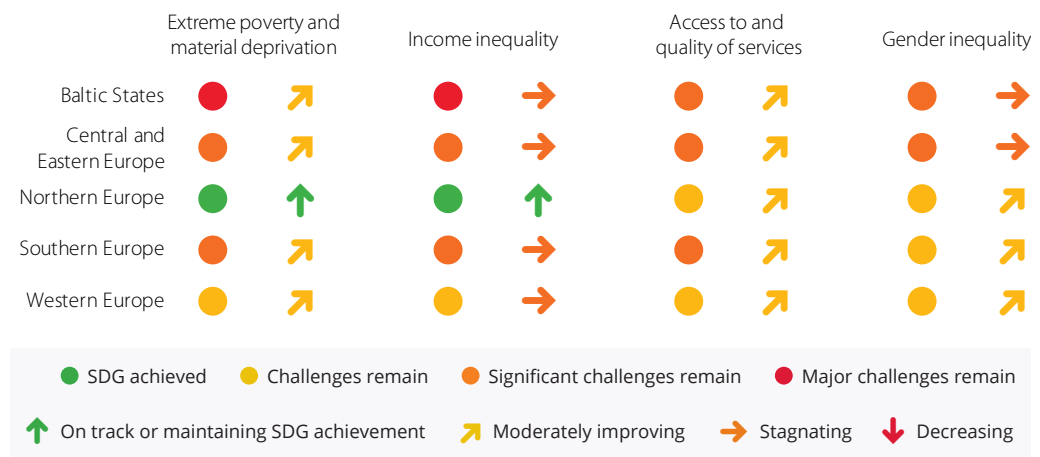 Extreme poverty and
material deprivation
Income inequality
Access to and
quality of services
Gender inequality
Baltic States
Central and
Eastern Europe
Northern Europe
Southern Europe
Western Europe
SDG achieved
Challenges remain
Significant challenges remain
Major challenges remain
On track or maintaining SDG achievement
Moderately improving
Stagnating
Decreasing